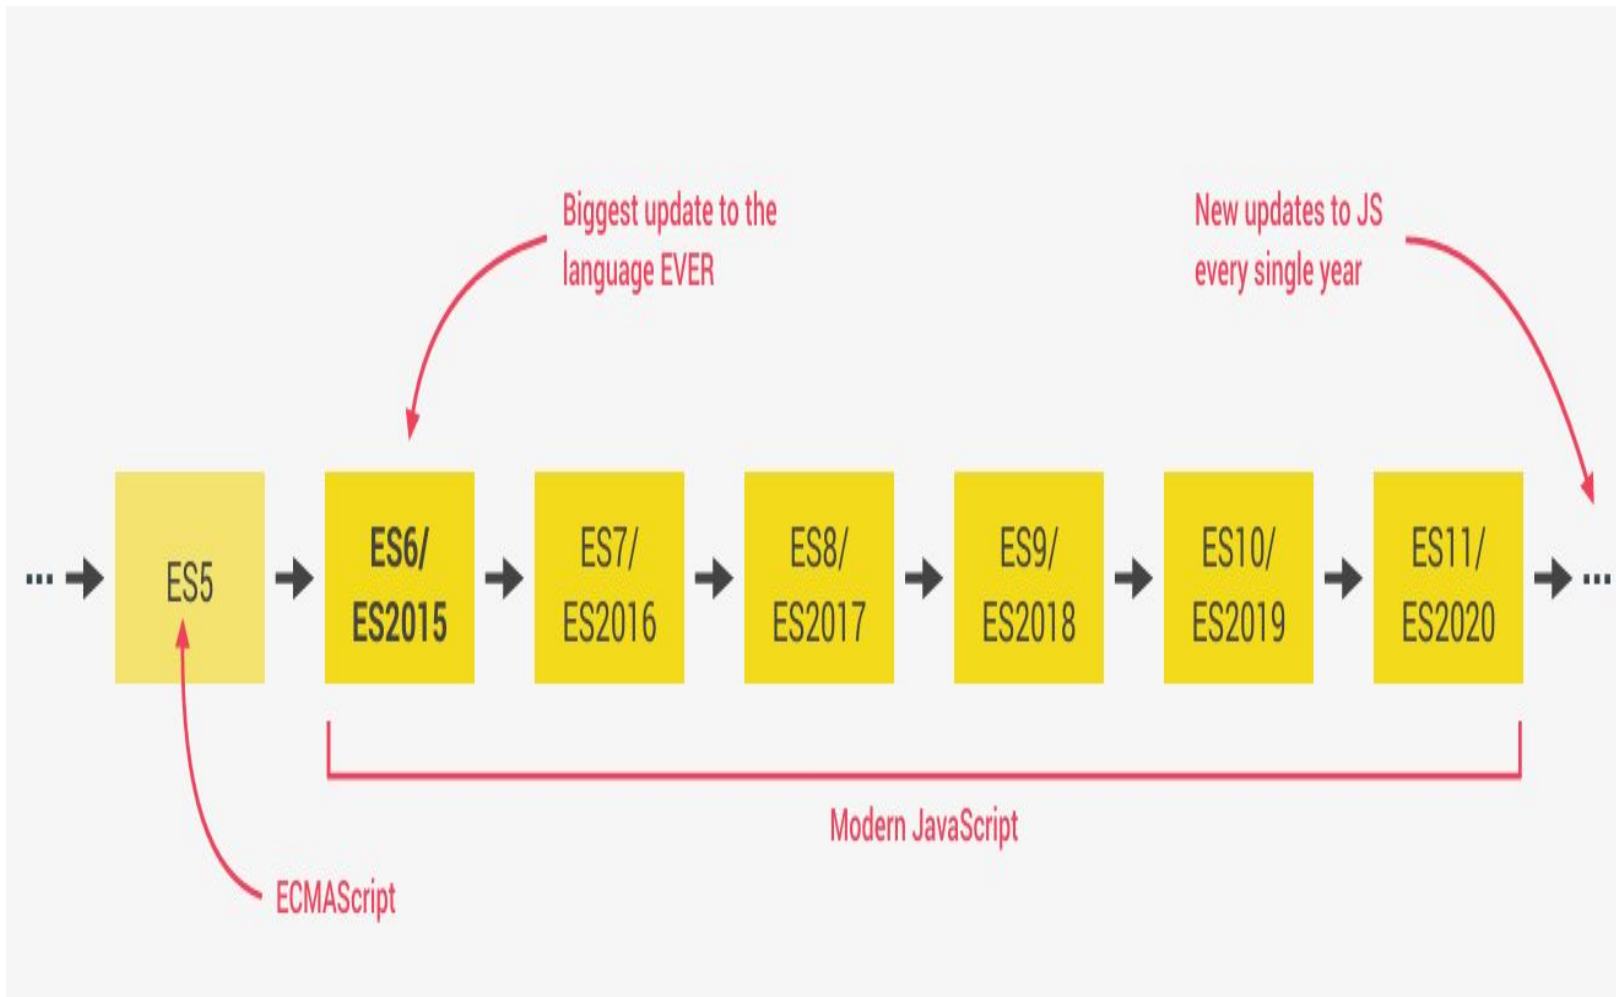 Biggest update to the
language EVER
New updates to JS
every single year
...
ES5
ES6/
ES2015
ES7/
ES2016
ES8/
ES2017
ES9/
ES2018
ES10/
ES2019
ES11/
ES2020
...
Modern JavaScript
ECMAScript